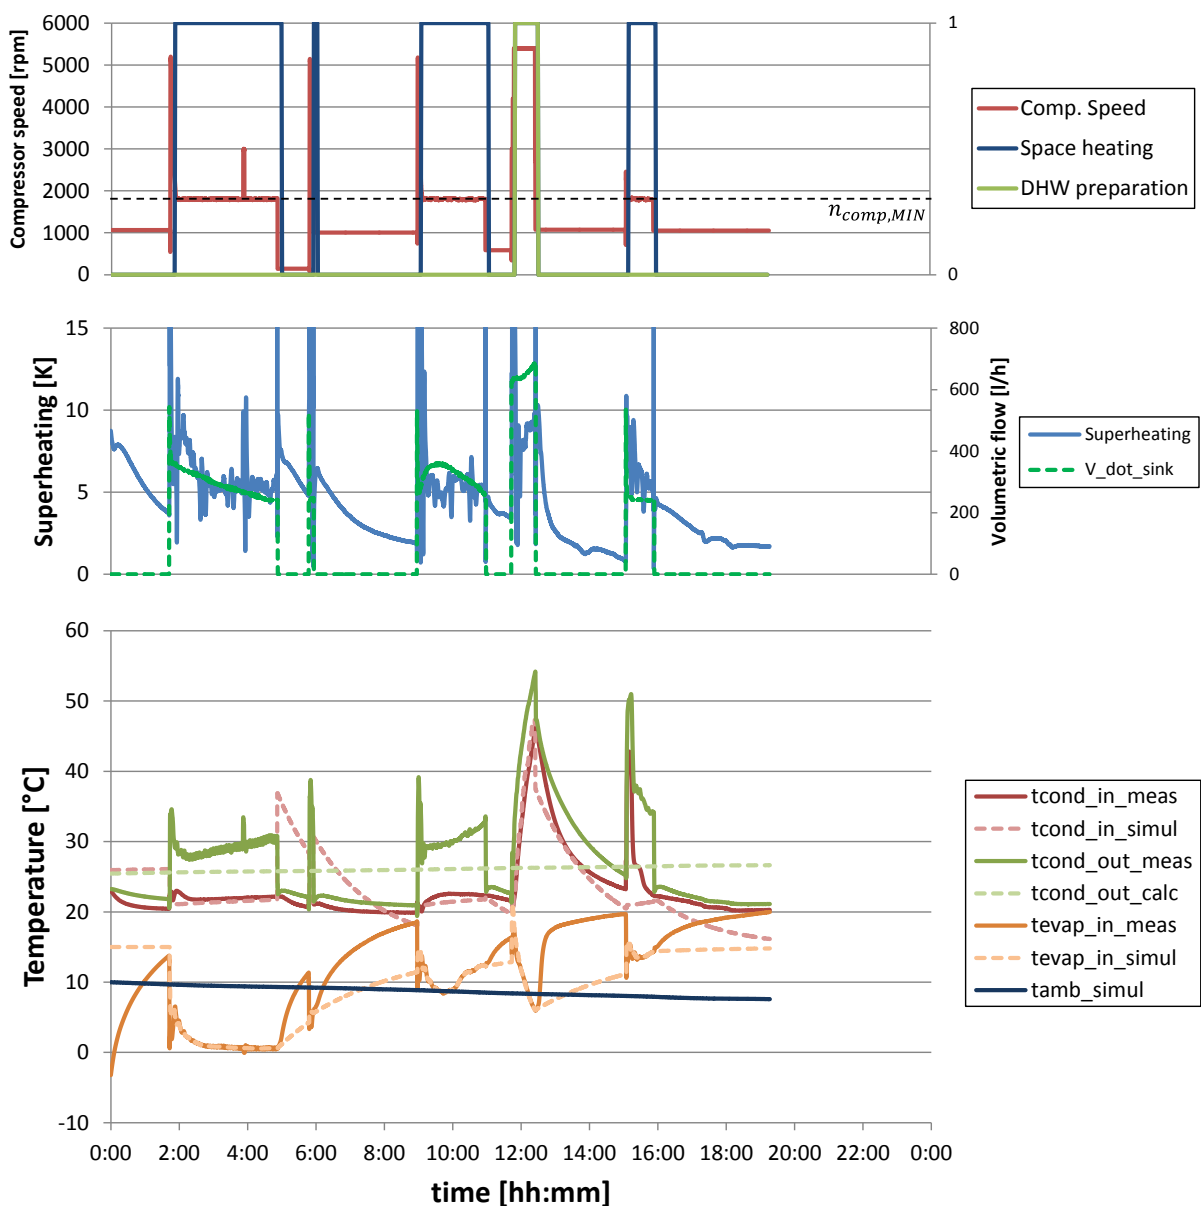 Compressor speed [rpm]
6000
5000
4000
3000
2000
1000
0
1
0
n_comp,MIN
Comp. Speed
Space heating
DHW preparation
Superheating [K]
15
10
5
0
800
600
400
200
0
Volumetric flow [l/h]
Superheating
V_dot_sink
Temperature [°C]
60
50
40
30
20
10
0
-10
tcond_in_meas
tcond_in_simul
tcond_out_meas
tcond_out_calc
tevap_in_meas
tevap_in_simul
tamb_simul
0:00 2:00 4:00 6:00 8:00 10:00 12:00 14:00 16:00 18:00 20:00 22:00 0:00
time [hh:mm]